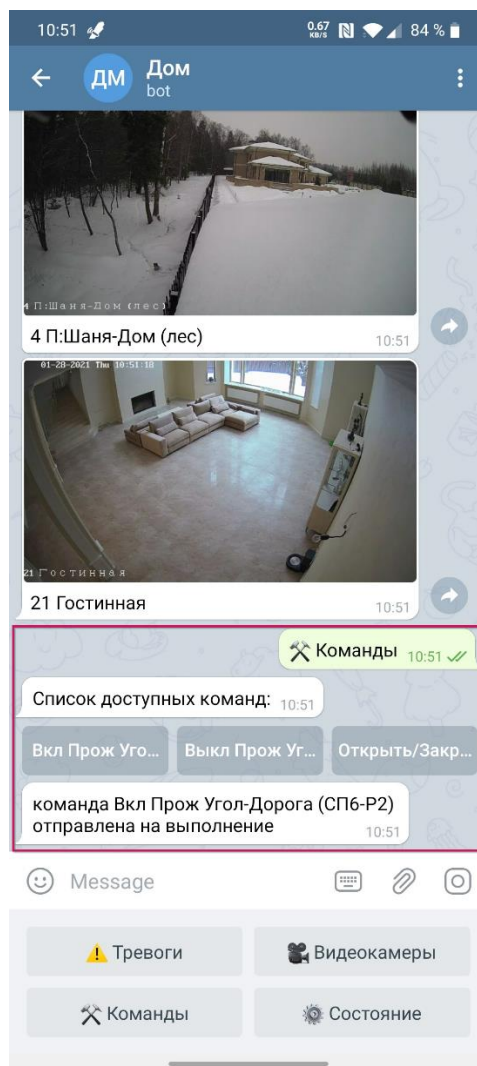 10:51
0.67
KB/S
84 %
ДМ
Дом
bot
4 П:Шаня-Дом (лес)
4 П:Шаня-Дом (лес)
10:51
01-28-2021 Thu 10:51:18
21 Гостинная
21 Гостинная
10:51
Команды 10:51
Список доступных команд: 10:51
Вкл Прож Уго... Выкл Прож Уг... Открыть/Закр...
команда Вкл Прож Угол-Дорога (СП6-Р2)
отправлена на выполнение 10:51
Message
Тревоги
Видеокамеры
Команды
Состояние